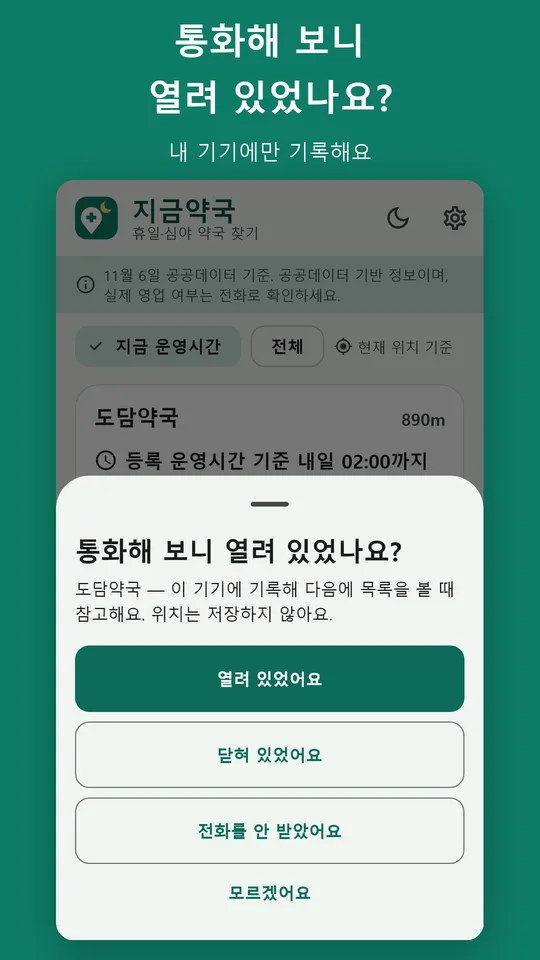 통화해 보니
열려 있었나요?
내 기기에만 기록해요
지금약국
휴일·심야 약국 찾기
11월 6일 공공데이터 기준. 공공데이터 기반 정보이며,
실제 영업 여부는 전화로 확인하세요.
지금 운영시간
전체
현재 위치 기준
도담약국
890m
등록 운영시간 기준 내일 02:00까지
통화해 보니 열려 있었나요?
도담약국 — 이 기기에 기록해 다음에 목록을 볼 때
참고해요. 위치는 저장하지 않아요.
열려 있었어요
닫혀 있었어요
전화를 안 받았어요
모르겠어요